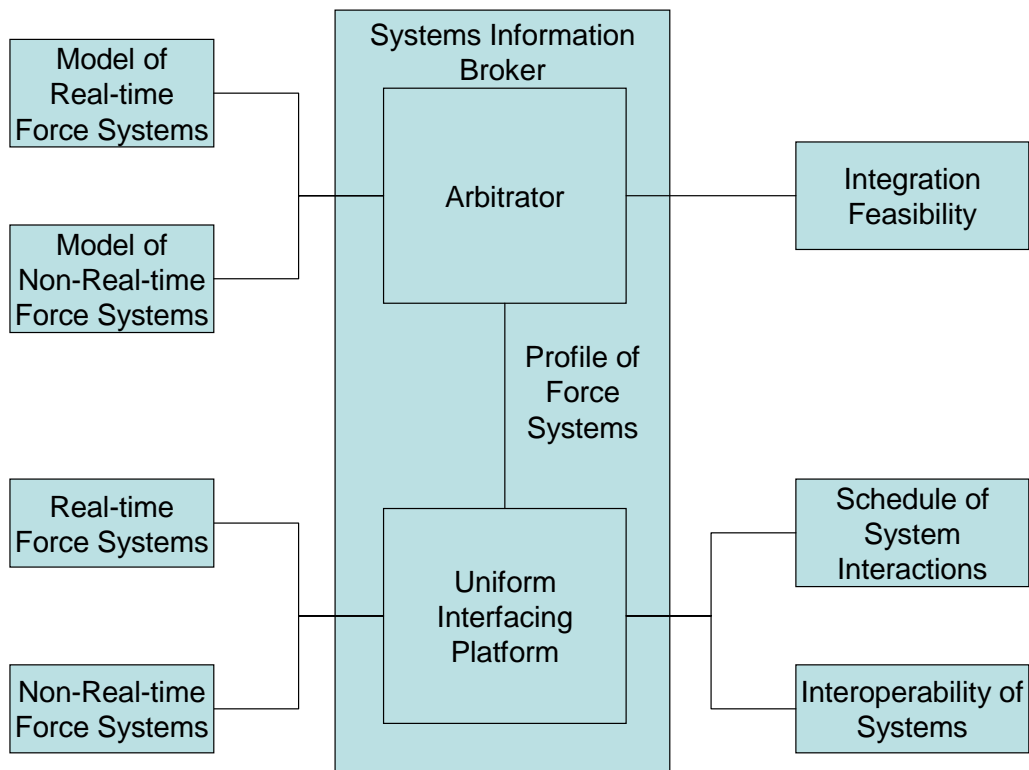 Systems Information
Broker
Model of
Real-time
Force Systems
Arbitrator
Integration
Feasibility
Model of
Non-Real-time
Force Systems
Profile of
Force
Systems
Real-time
Force Systems
Schedule of
System
Interactions
Uniform
Interfacing
Platform
Non-Real-time
Force Systems
Interoperability of
Systems